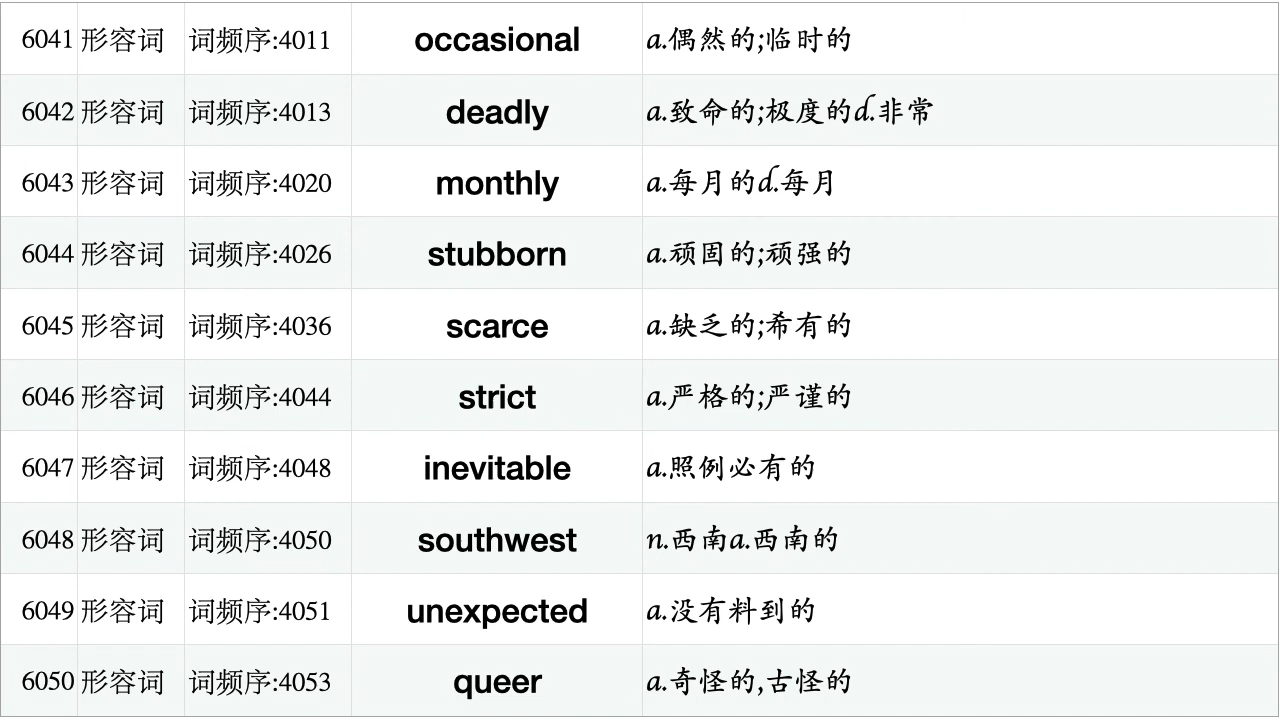 6041 形容词 词频序:4011 occasional a.偶然的;临时的
6042 形容词 词频序:4013 deadly a.致命的;极度的d.非常
6043 形容词 词频序:4020 monthly a.每月的d.每月
6044 形容词 词频序:4026 stubborn a.顽固的;顽强的
6045 形容词 词频序:4036 scarce a.缺乏的;希有的
6046 形容词 词频序:4044 strict a.严格的;严谨的
6047 形容词 词频序:4048 inevitable a.照例必有的
6048 形容词 词频序:4050 southwest n.西南a.西南的
6049 形容词 词频序:4051 unexpected a.没有料到的
6050 形容词 词频序:4053 queer a.奇怪的,古怪的